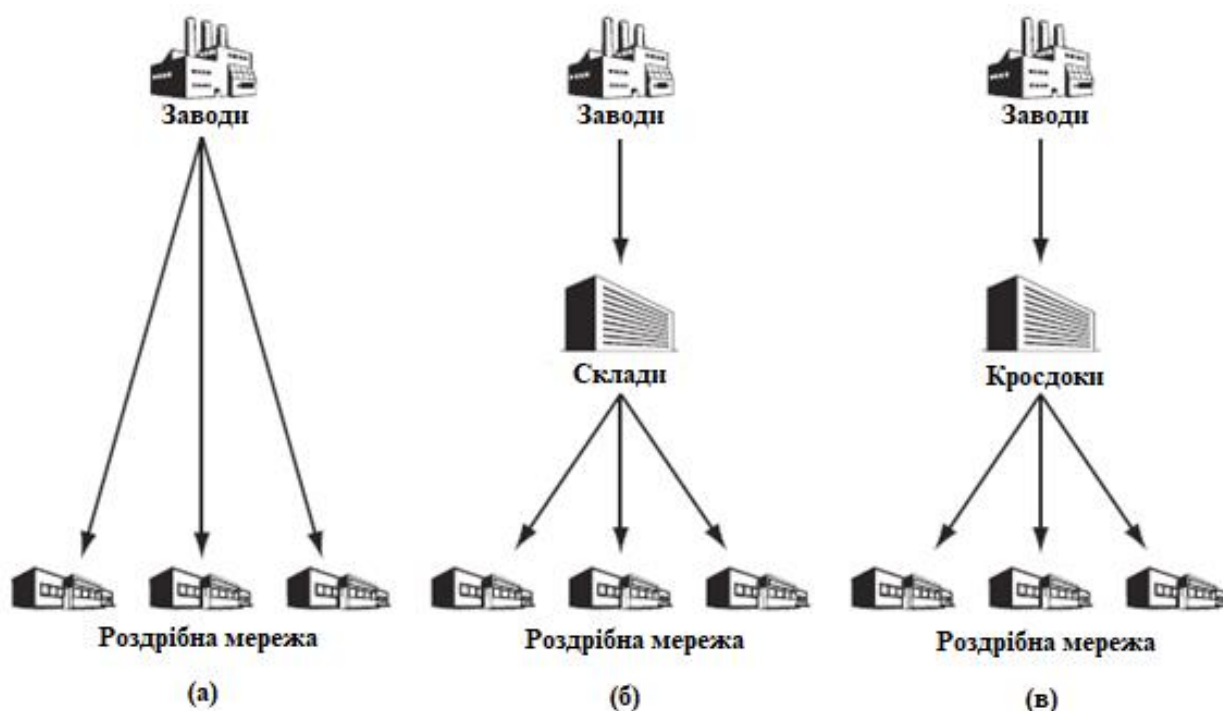 Заводи
Заводи
Заводи
Склади
Кросдоки
Роздрібна мережа
Роздрібна мережа
Роздрібна мережа
(а)
(б)
(в)